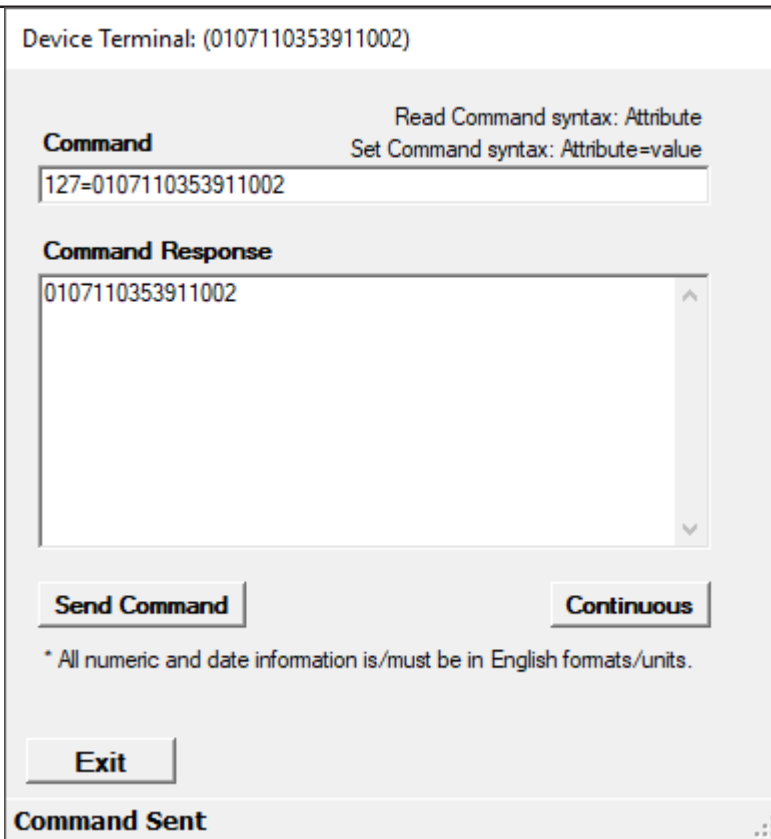 Device Terminal: (0107110353911002)
Read Command syntax: Attribute
Command
Set Command syntax: Attribute=value
127=0107110353911002
Command Response
0107110353911002
Send Command
Continuous
* All numeric and date information is/must be in English formats/units.
Exit
Command Sent